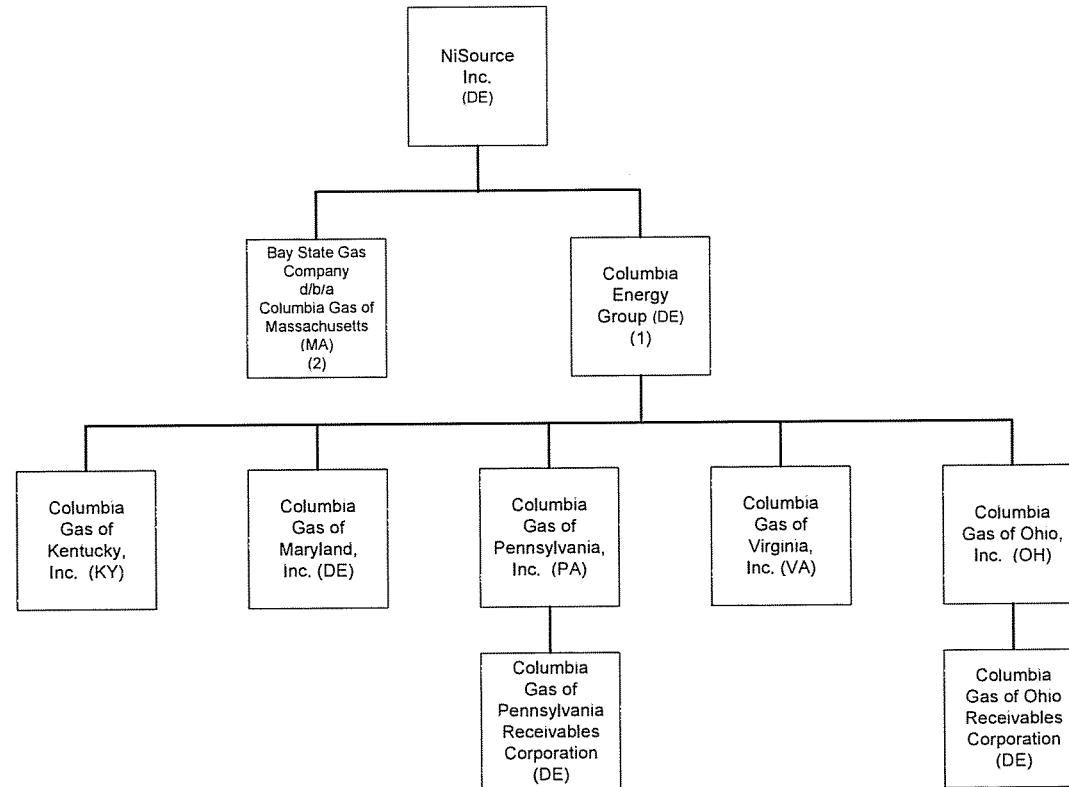 NiSource
Inc.
(DE)
Bay State Gas
Company
d/b/a
Columbia Gas of
Massachusetts
(MA)
(2)
Columbia
Energy
Group (DE)
(1)
Columbia
Gas of
Kentucky,
Inc. (KY)
Columbia
Gas of
Maryland,
Inc. (DE)
Columbia
Gas of
Pennsylvania,
Inc. (PA)
Columbia
Gas of
Virginia,
Inc. (VA)
Columbia
Gas of Ohio,
Inc. (OH)
Columbia
Gas of
Pennsylvania
Receivables
Corporation
(DE)
Columbia
Gas of Ohio
Receivables
Corporation
(DE)